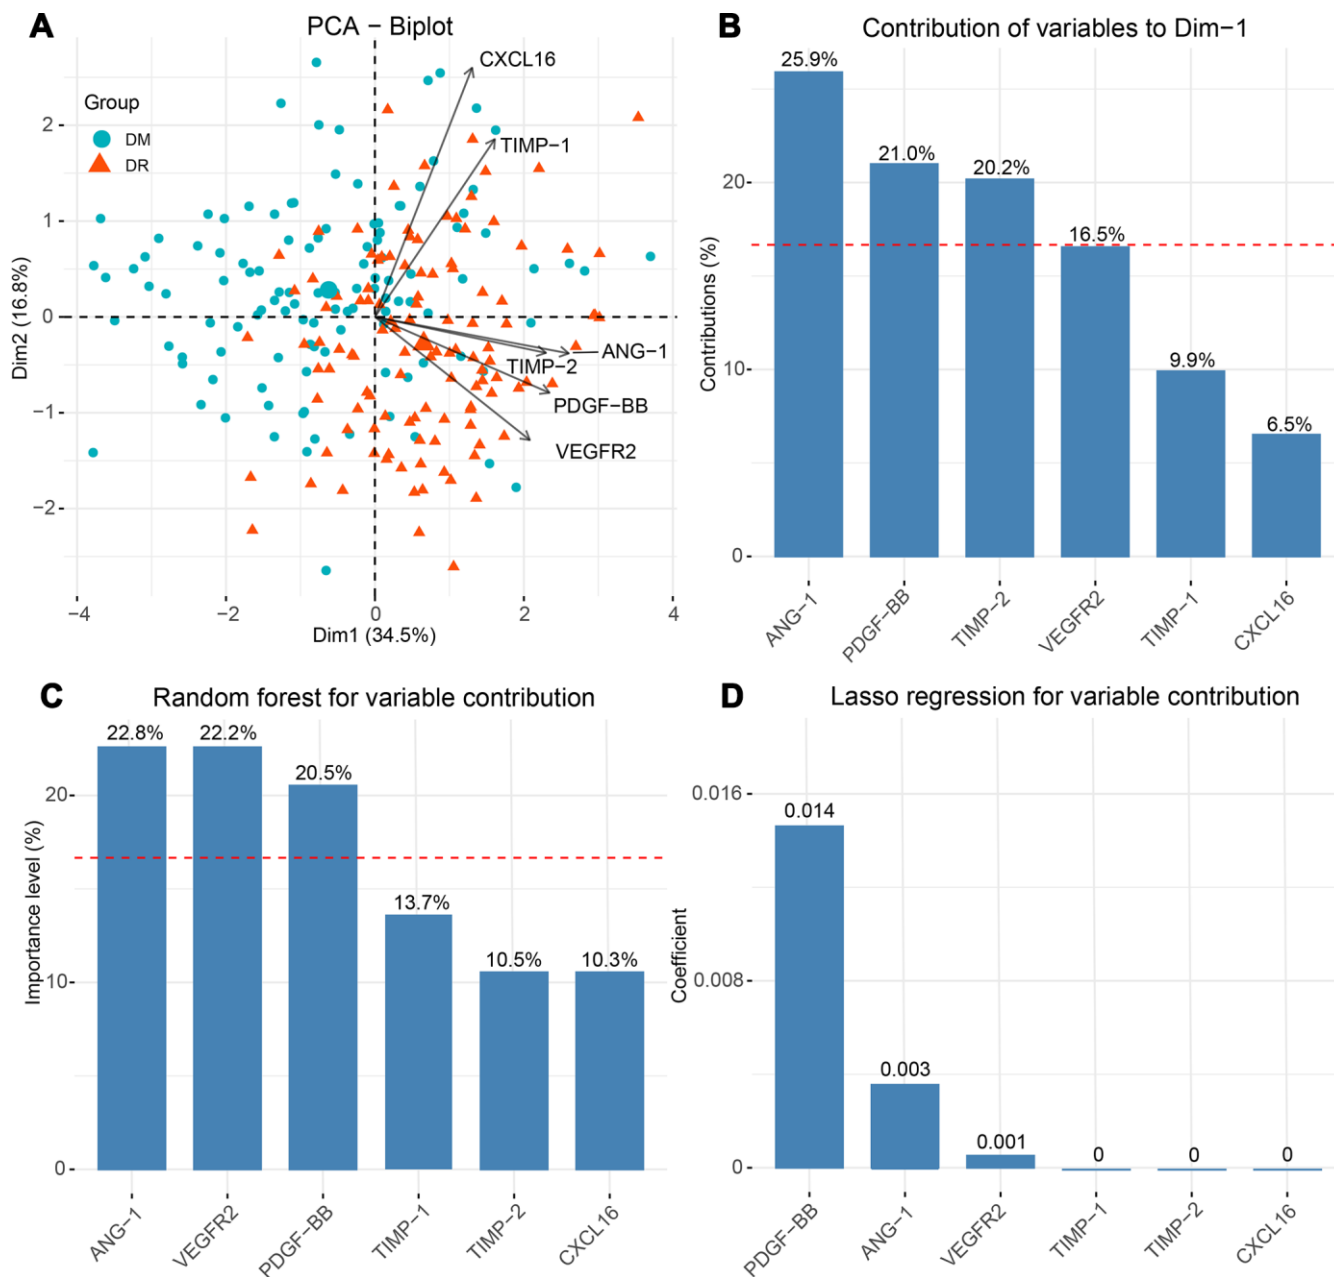 A
PCA − Biplot
Group
DM
DR
CXCL16
TIMP−1
ANG−1
TIMP−2
PDGF−BB
VEGFR2
2
1
0
−1
−2
Dim2 (16.8%)
−4
−2
0
2
4
Dim1 (34.5%)
B
Contribution of variables to Dim−1
25.9%
21.0%
20.2%
16.5%
9.9%
6.5%
20
10
0
Contributions (%)
ANG−1
PDGF−BB
TIMP−2
VEGFR2
TIMP−1
CXCL16
C
Random forest for variable contribution
22.8%
22.2%
20.5%
13.7%
10.5%
10.3%
20
10
0
Importance level (%)
ANG−1
VEGFR2
PDGF−BB
TIMP−1
TIMP−2
CXCL16
D
Lasso regression for variable contribution
0.014
0.003
0.001
0
0
0
0.016
0.008
0
Coefficient
PDGF−BB
ANG−1
VEGFR2
TIMP−1
TIMP−2
CXCL16